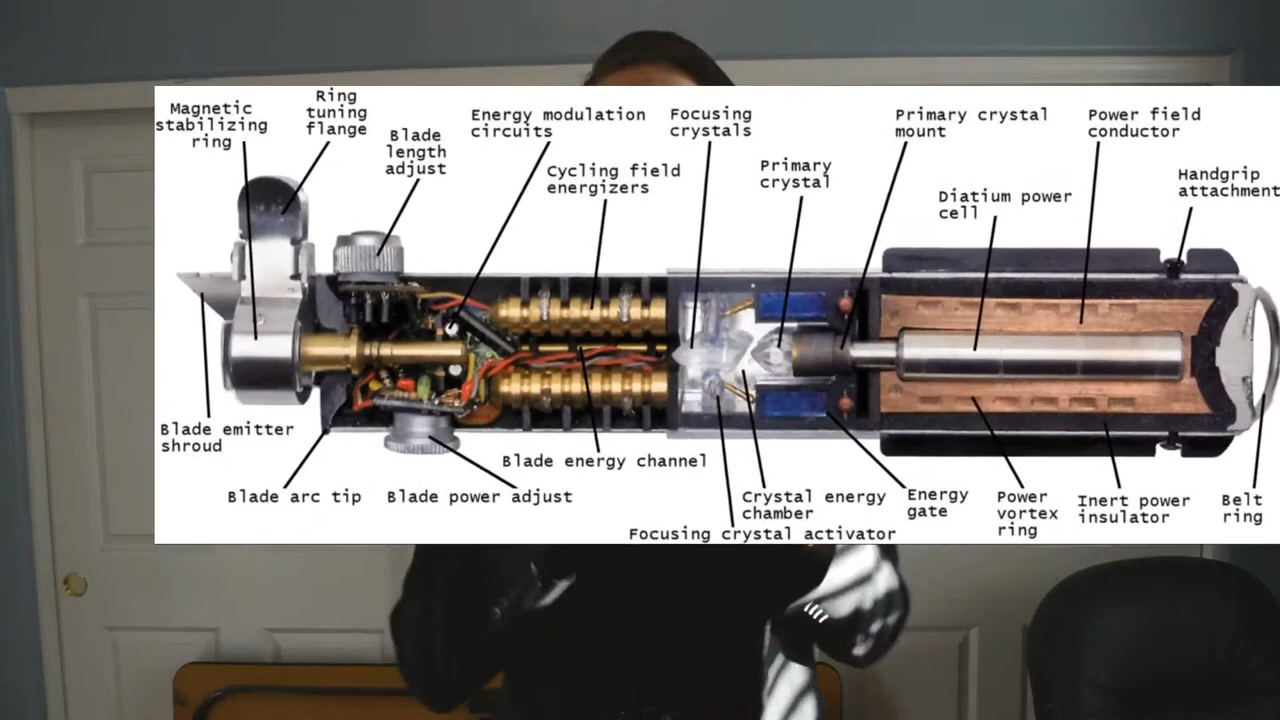 Magnetic
stabilizing
ring
Ring
tuning
flange
Blade
length
adjust
Energy modulation
circuits
Cycling field
energizers
Focusing
crystals
Primary
crystal
Primary crystal
mount
Diatium power
cell
Power field
conductor
Handgrip
attachment
Blade emitter
shroud
Blade arc tip
Blade power adjust
Blade energy channel
Focusing crystal activator
Crystal energy
chamber
Energy
gate
Power
vortex
ring
Inert power
insulator
Belt
ring